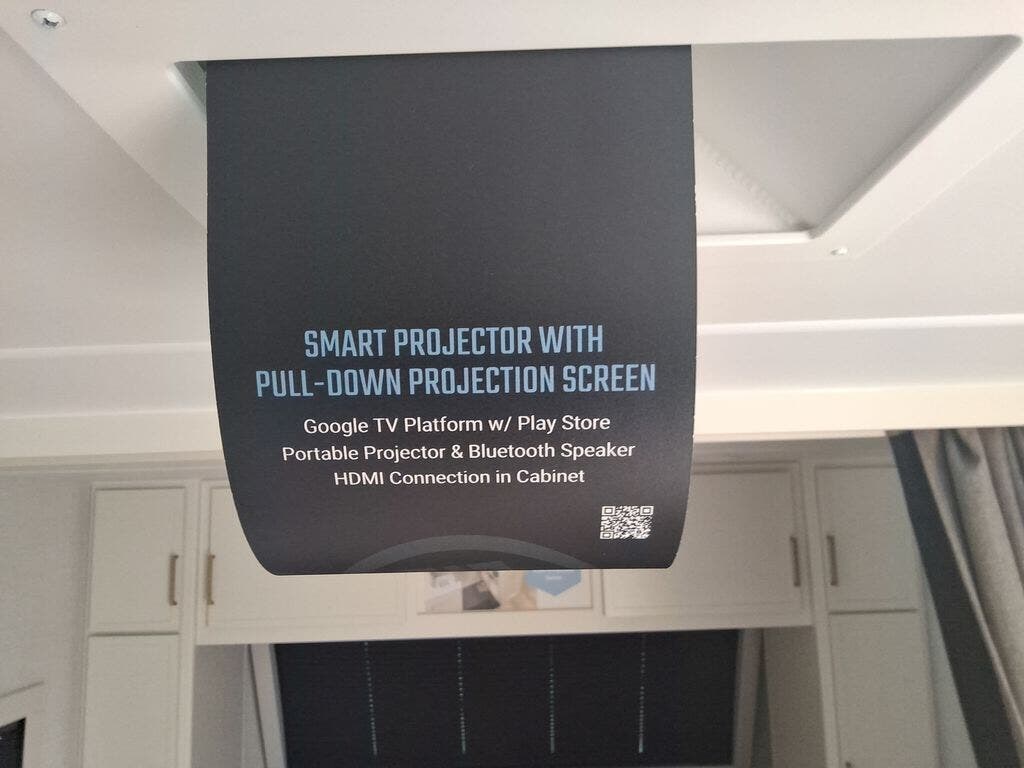 SMART PROJECTOR WITH
PULL-DOWN PROJECTION SCREEN
Google TV Platform w/ Play Store
Portable Projector & Bluetooth Speaker
HDMI Connection in Cabinet